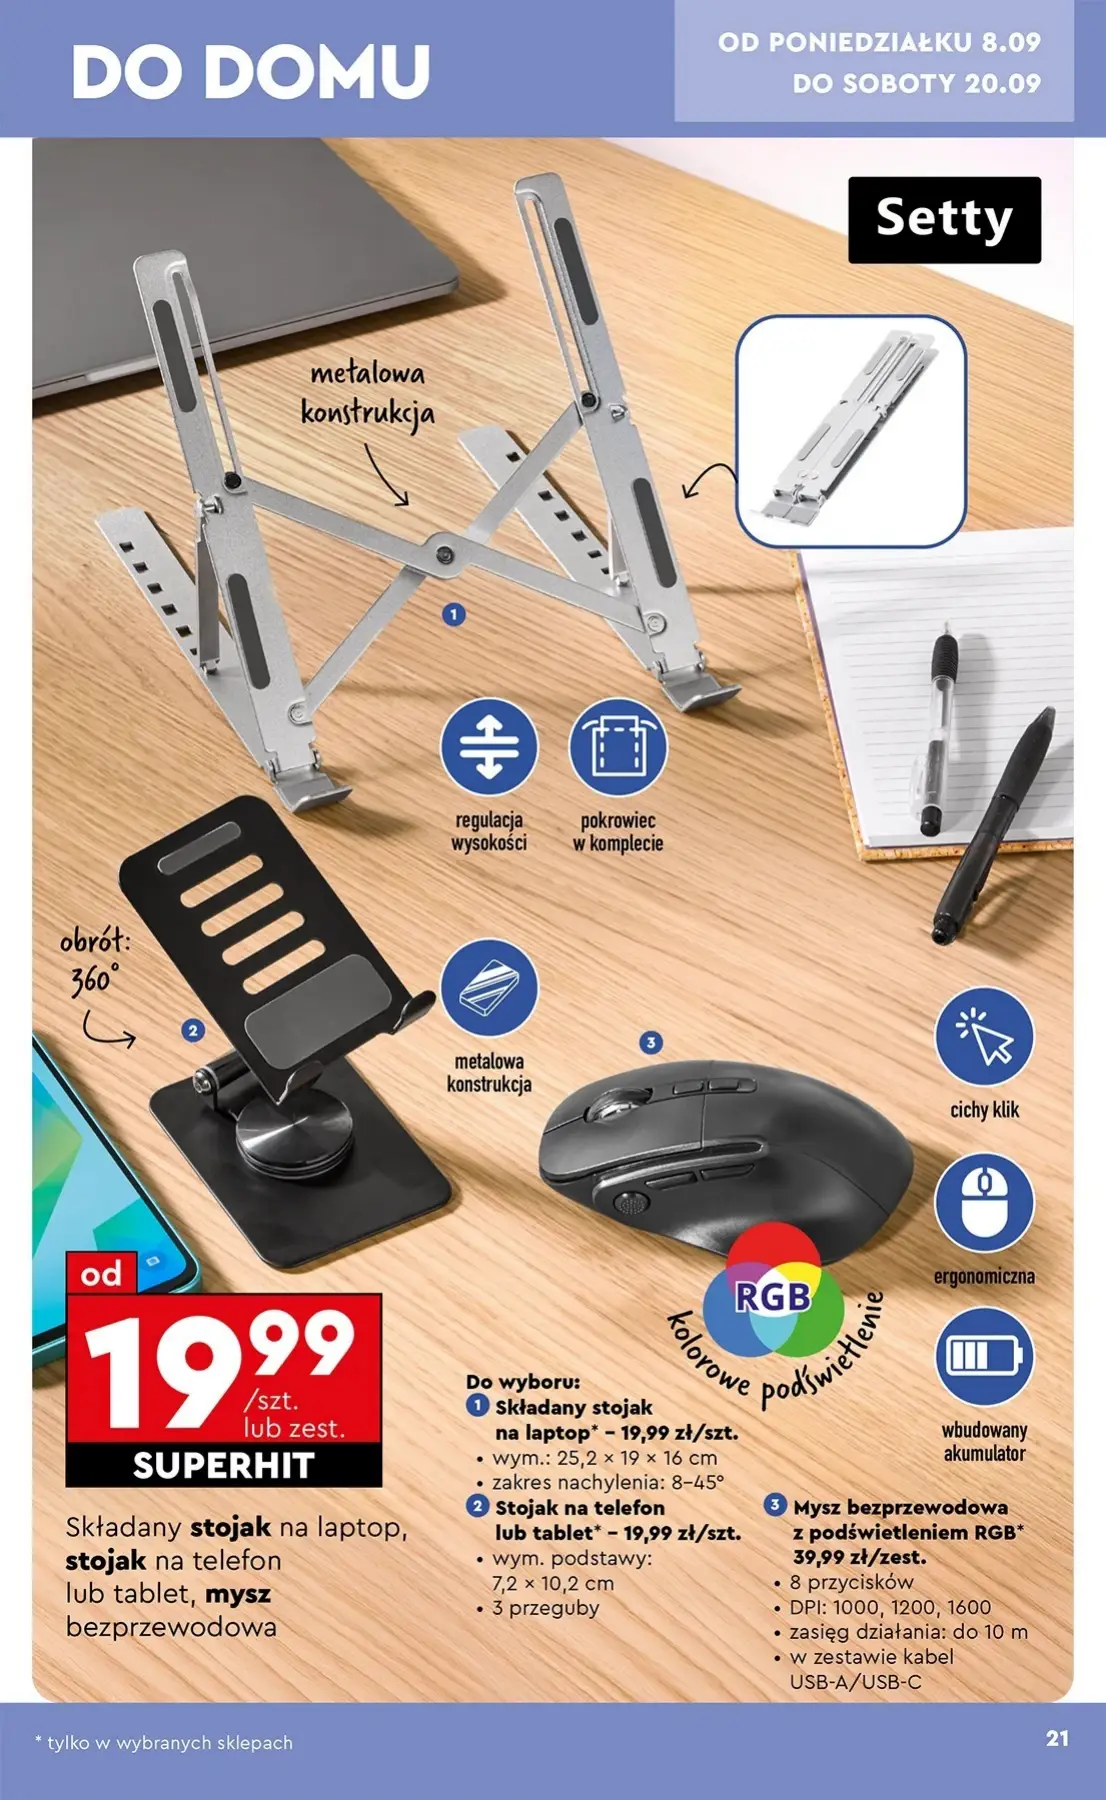 DO DOMU
OD PONIEDZIAŁKU 8.09
DO SOBOTY 20.09
Setty
metalowa
konstrukcja
1
regulacja
wysokości
pokrowiec
w komplecie
obrót:
360°
2
metalowa
konstrukcja
3
cichy klik
ergonomiczna
RGB
kolorowe podświetlenie
wbudowany
akumulator
od
19.99
/szt.
lub zest.
SUPERHIT
Składany stojak na laptop,
stojak na telefon
lub tablet, mysz
bezprzewodowa
Do wyboru:
1 Składany stojak
na laptop* – 19,99 zł/szt.
• wym.: 25,2 × 19 × 16 cm
• zakres nachylenia: 8–45°
2 Stojak na telefon
lub tablet* – 19,99 zł/szt.
• wym. podstawy:
7,2 × 10,2 cm
• 3 przeguby
3 Mysz bezprzewodowa
z podświetleniem RGB*
39,99 zł/zest.
• 8 przycisków
• DPI: 1000, 1200, 1600
• zasięg działania: do 10 m
• w zestawie kabel
USB-A/USB-C
* tylko w wybranych sklepach
21